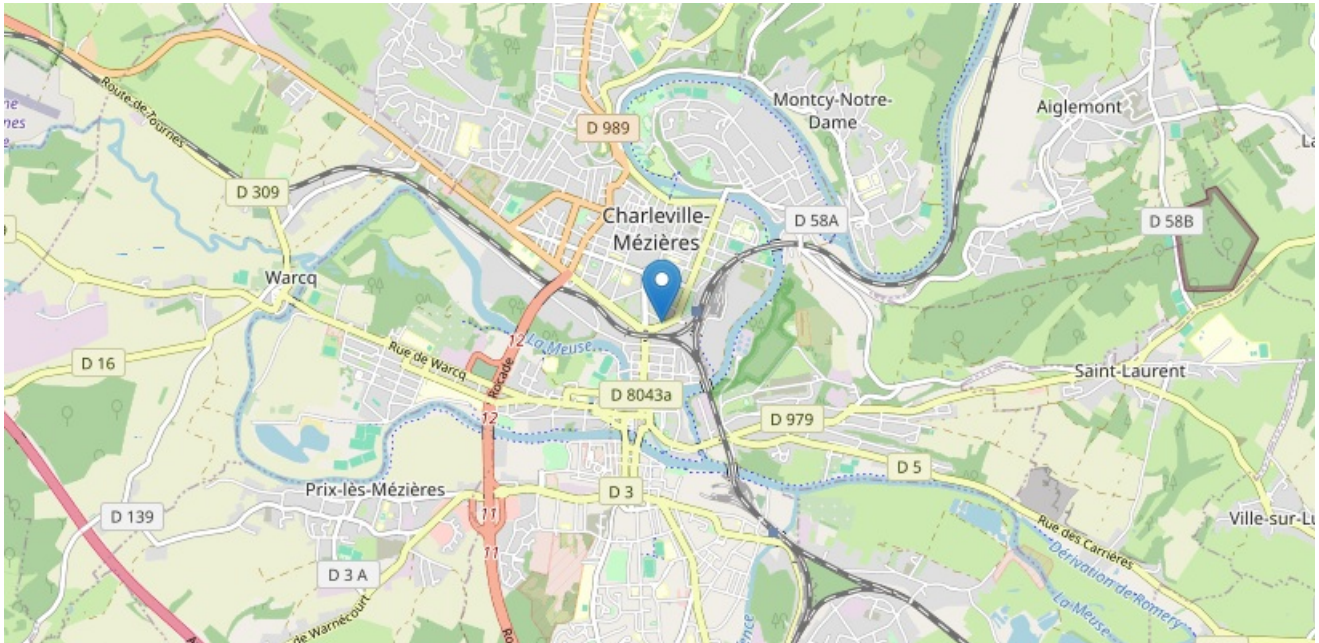 Montcy-Notre-
Dame
Aiglemont
Route de Tournes
D 989
D 309
Charleville-
Mézières
D 58A
D 58B
Warcq
12
La Meuse
D 16
Rue de Warcq
Rocade
Saint-Laurent
D 8043a
12
D 979
D 5
Prix-lès-Mézières
D 3
11
D 139
Rue des Carrières
11
Dérivation de Romery
D 3 A
La Meuse
de Warnécourt